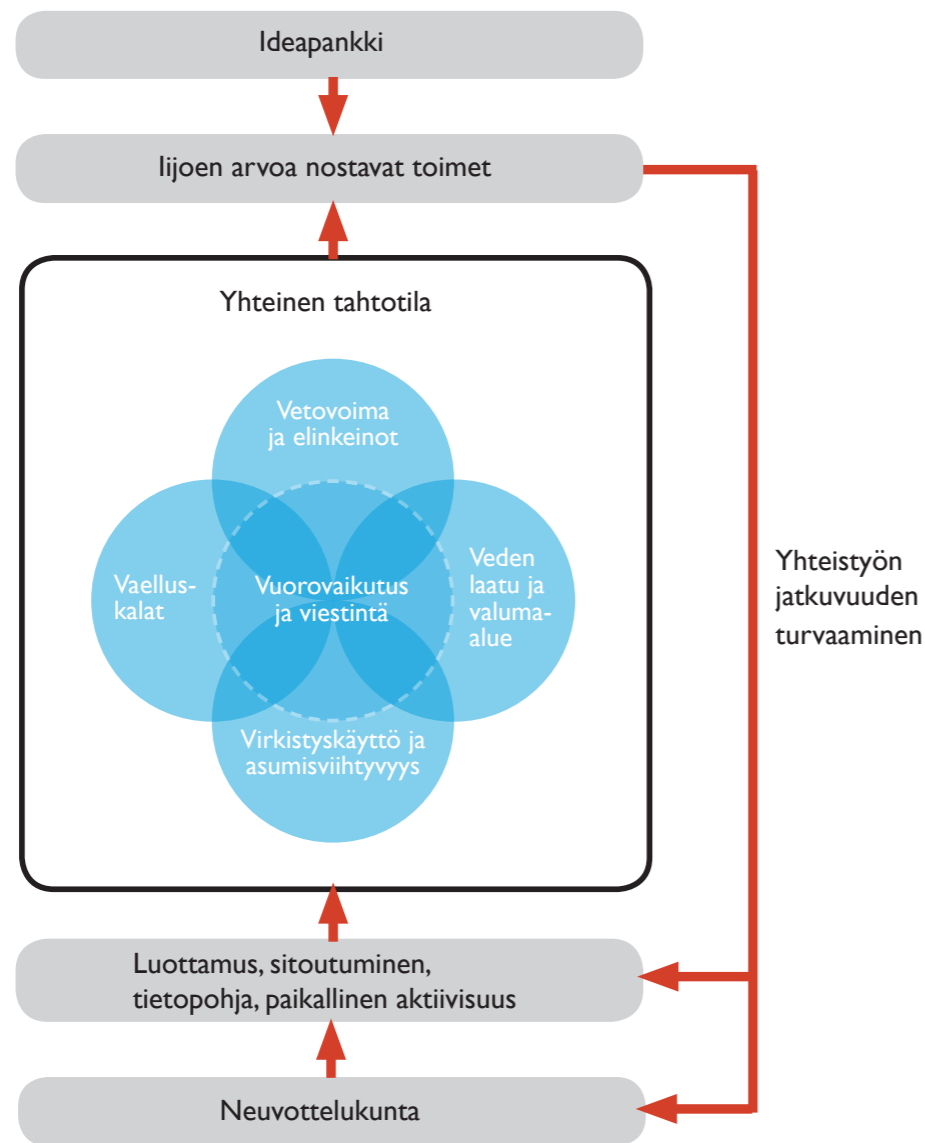 Ideapankki
Iijoen arvoa nostavat toimet
Yhteinen tahtotila
Vetovoima
ja elinkeinot
Vaellus-
kalat
Vuorovaikutus
ja viestintä
Veden
laatu ja
valuma-
alue
Virkistyskäyttö ja
asumisviihtyvyys
Yhteistyön
jatkuvuuden
turvaaminen
Luottamus, sitoutuminen,
tietopohja, paikallinen aktiivisuus
Neuvottelukunta